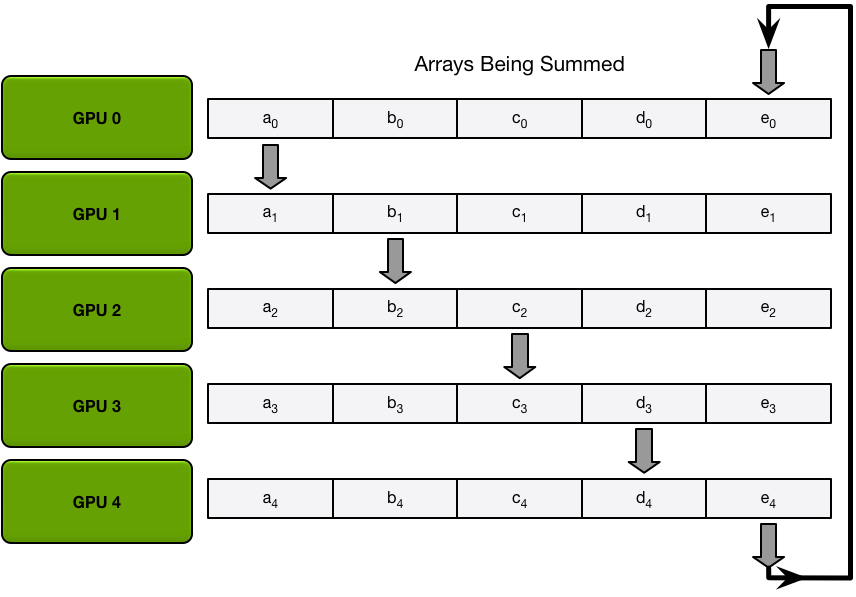 Arrays Being Summed
GPU 0 a₀ b₀ c₀ d₀ e₀
GPU 1 a₁ b₁ c₁ d₁ e₁
GPU 2 a₂ b₂ c₂ d₂ e₂
GPU 3 a₃ b₃ c₃ d₃ e₃
GPU 4 a₄ b₄ c₄ d₄ e₄